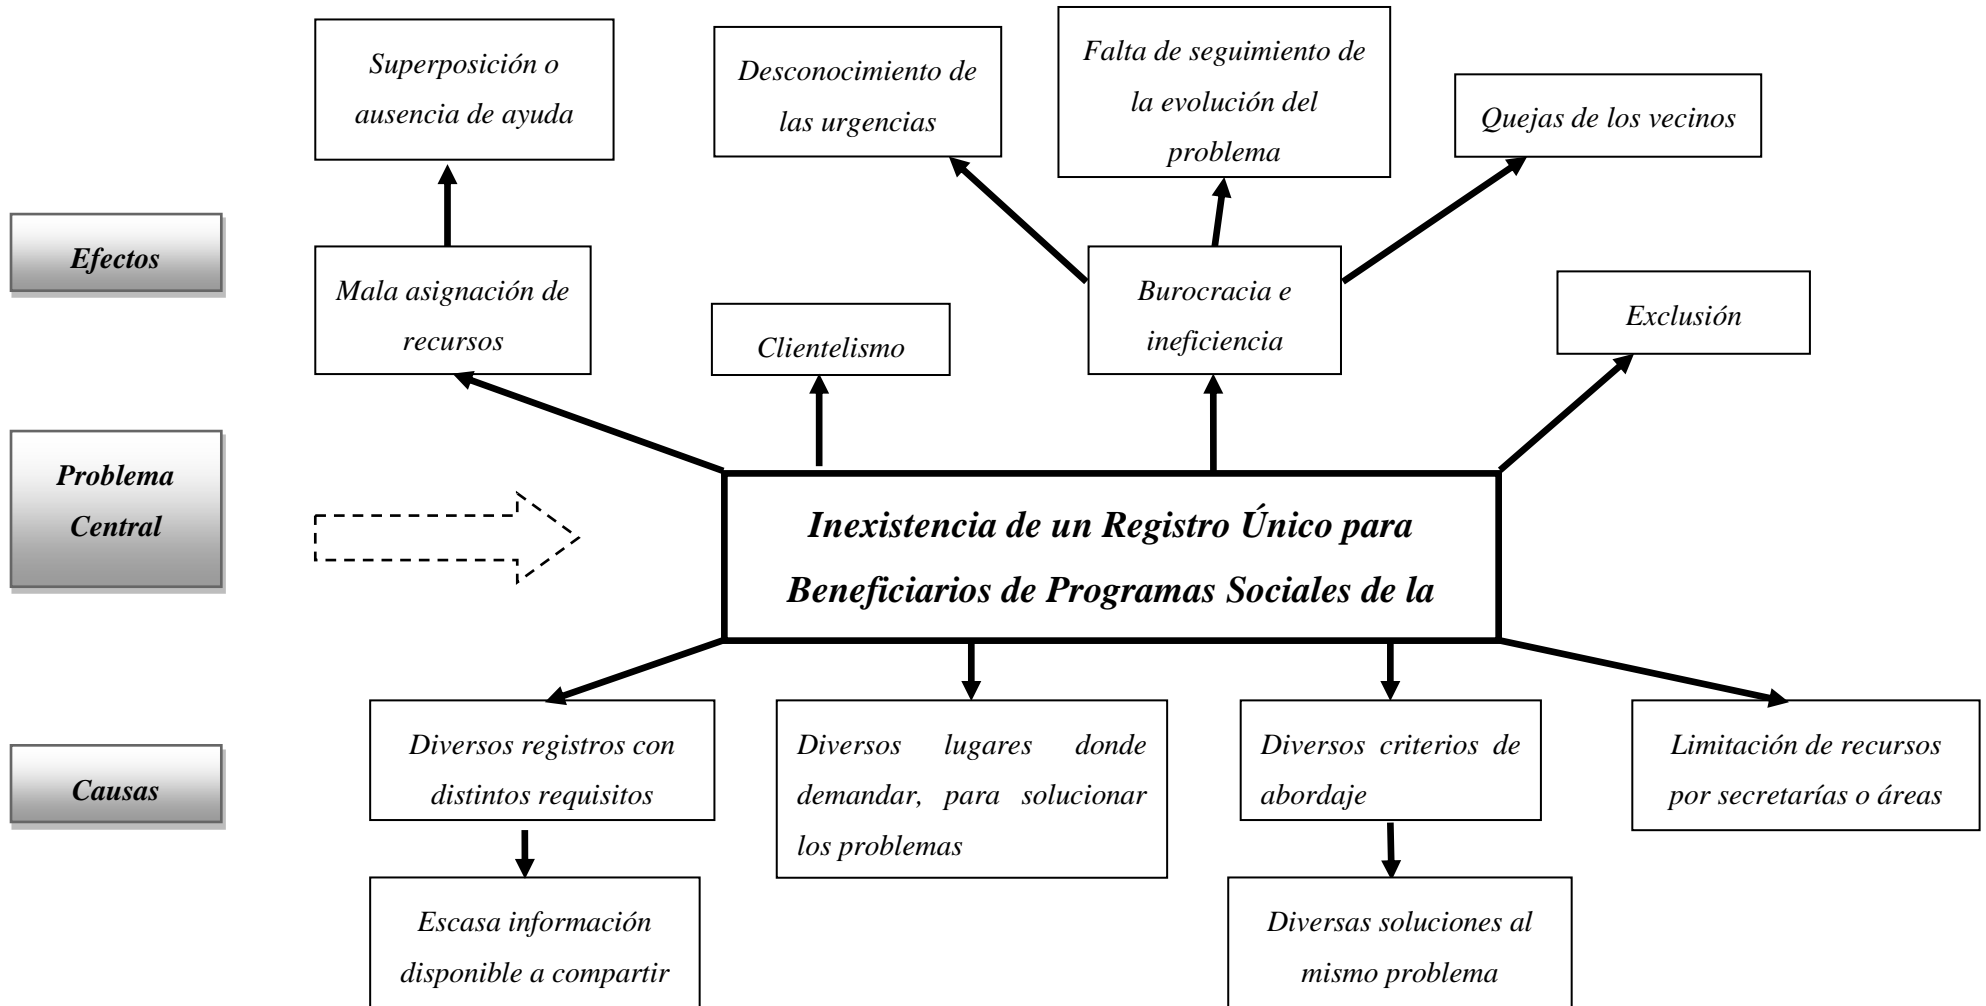 Superposición o
ausencia de ayuda
Desconocimiento de
las urgencias
Falta de seguimiento de
la evolución del
problema
Quejas de los vecinos
Efectos
Mala asignación de
recursos
Clientelismo
Burocracia e
ineficiencia
Exclusión
Problema
Central
Inexistencia de un Registro Único para
Beneficiarios de Programas Sociales de la
Causas
Diversos registros con
distintos requisitos
Diversos lugares donde
demandar, para solucionar
los problemas
Diversos criterios de
abordaje
Limitación de recursos
por secretarías o áreas
Escasa información
disponible a compartir
Diversas soluciones al
mismo problema